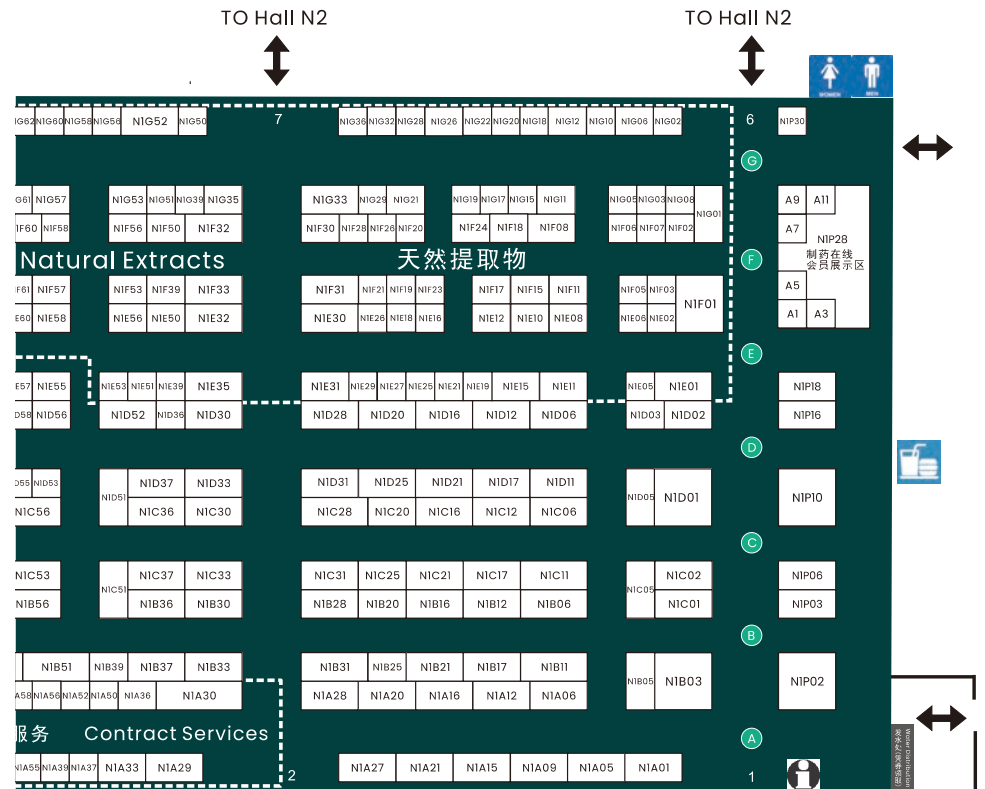 TO Hall N2 TO Hall N2
WOMEN MEN
N1G60 N1G58 N1G56 N1G52 N1G50 7 N1G36 N1G32 N1G28 N1G26 N1G22 N1G20 N1G18 N1G12 N1G10 N1G06 N1G02 6 N1P30
G
N1G57 N1G53 N1G51 N1G39 N1G35 N1G33 N1G29 N1G21 N1G19 N1G17 N1G15 N1G11 N1G05 N1G03 N1G08 N1G01 A9 A11
N1F58 N1F56 N1F50 N1F32 N1F30 N1F28 N1F26 N1F20 N1F24 N1F18 N1F08 N1F06 N1F07 N1F02 A7
N1P28
制药在线
会员展示区
Natural Extracts 天然提取物 F
N1F57 N1F53 N1F39 N1F33 N1F31 N1F21 N1F19 N1F23 N1F17 N1F15 N1F11 N1F05 N1F03 N1F01 A5
N1E58 N1E56 N1E50 N1E32 N1E30 N1E26 N1E18 N1E16 N1E12 N1E10 N1E08 N1E06 N1E02 A1 A3
E
N1E55 N1E53 N1E51 N1E39 N1E35 N1E31 N1E29 N1E27 N1E25 N1E21 N1E19 N1E15 N1E11 N1E05 N1E01 N1P18
N1D56 N1D52 N1D36 N1D30 N1D28 N1D20 N1D16 N1D12 N1D06 N1D03 N1D02 N1P16
D
N1D53 N1D51 N1D37 N1D33 N1D31 N1D25 N1D21 N1D17 N1D11 N1D05 N1D01 N1P10
N1C56 N1C36 N1C30 N1C28 N1C20 N1C16 N1C12 N1C06
C
N1C53 N1C51 N1C37 N1C33 N1C31 N1C25 N1C21 N1C17 N1C11 N1C05 N1C02 N1P06
N1B56 N1B36 N1B30 N1B28 N1B20 N1B16 N1B12 N1B06 N1C01 N1P03
B
N1B51 N1B39 N1B37 N1B33 N1B31 N1B25 N1B21 N1B17 N1B11 N1B05 N1B03 N1P02
N1A56 N1A52 N1A50 N1A36 N1A30 N1A28 N1A20 N1A16 N1A12 N1A06
服务 Contract Services A
N1A55 N1A39 N1A37 N1A33 N1A29 2 N1A27 N1A21 N1A15 N1A09 N1A05 N1A01 1
Water Distribution